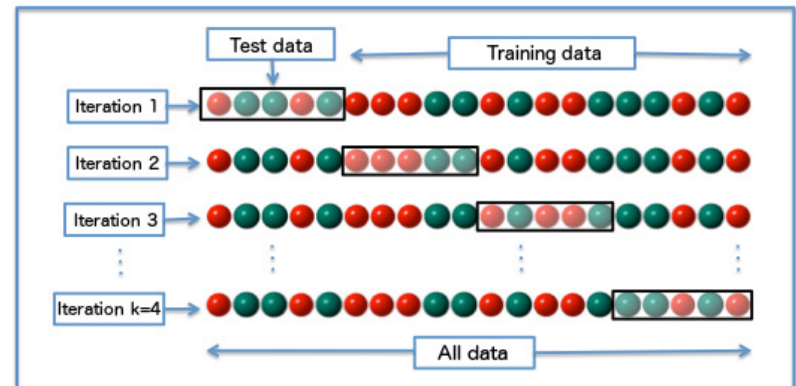 Test data
Training data
Iteration 1
Iteration 2
Iteration 3
Iteration k=4
All data